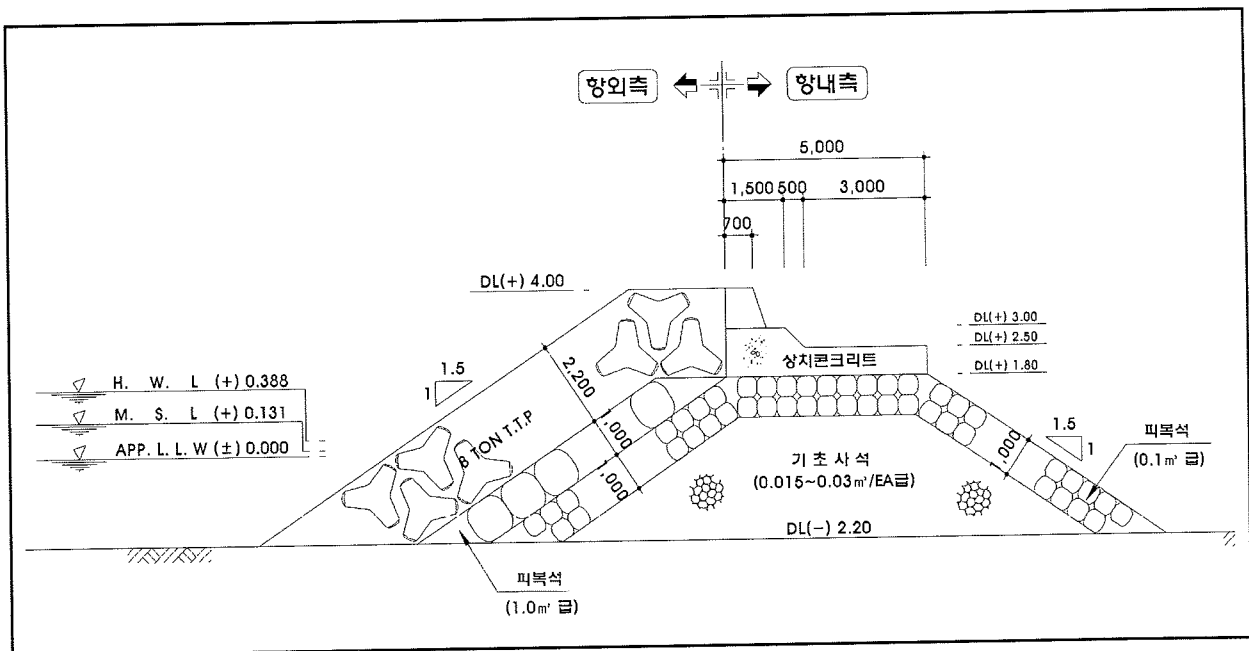 항외측
항내측
5,000
1,500
500
3,000
700
DL(+) 4.00
DL(+) 3.00
DL(+) 2.50
DL(+) 1.80
상치콘크리트
1.5
1
2,200
1,000
1,000
8 TON T.T.P
H. W. L (+) 0.388
M. S. L (+) 0.131
APP. L. L. W (±) 0.000
1.5
1
1,000
피복석
(0.1㎥ 급)
기초사석
(0.015~0.03㎥/EA급)
DL(-) 2.20
피복석
(1.0㎥ 급)